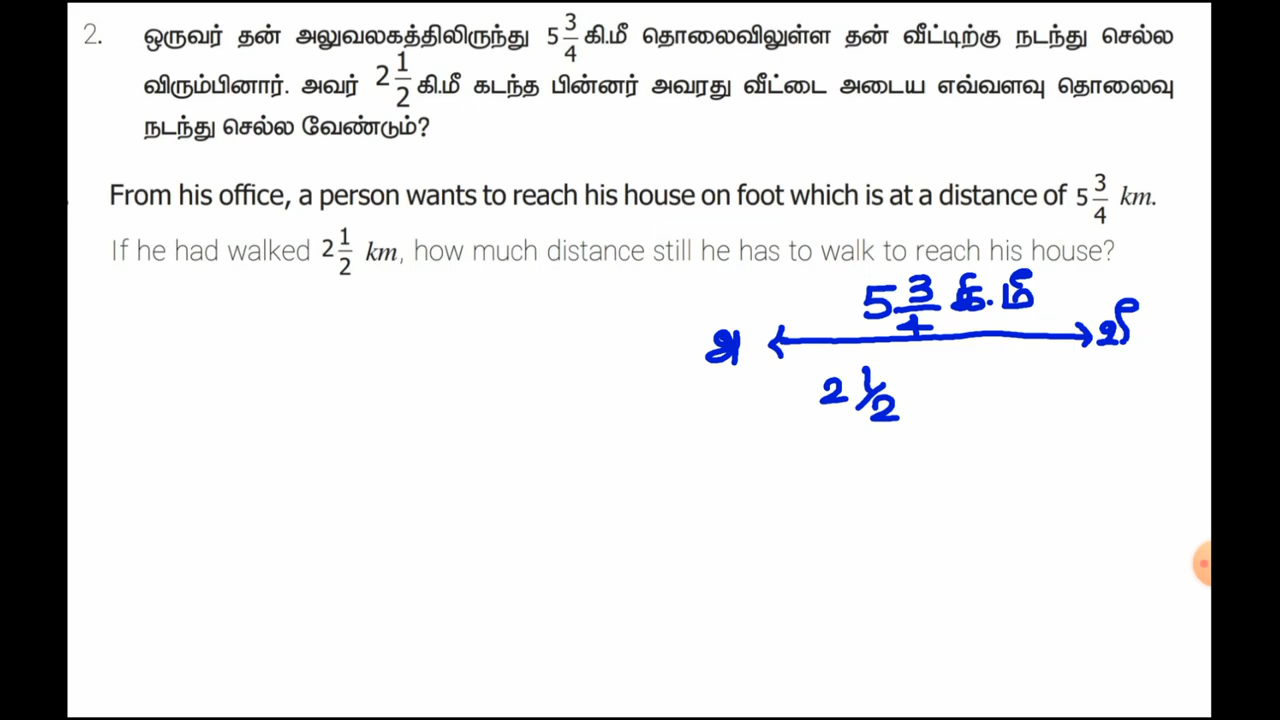 2. ஒருவர் தன் அலுவலகத்திலிருந்து 5 3/4 கி.மீ தொலைவிலுள்ள தன் வீட்டிற்கு நடந்து செல்ல
விரும்பினார். அவர் 2 1/2 கி.மீ கடந்த பின்னர் அவரது வீட்டை அடைய எவ்வளவு தொலைவு
நடந்து செல்ல வேண்டும்?
From his office, a person wants to reach his house on foot which is at a distance of 5 3/4 km.
If he had walked 2 1/2 km, how much distance still he has to walk to reach his house?
5 3/4 கி.மீ
அ வீ
2 1/2